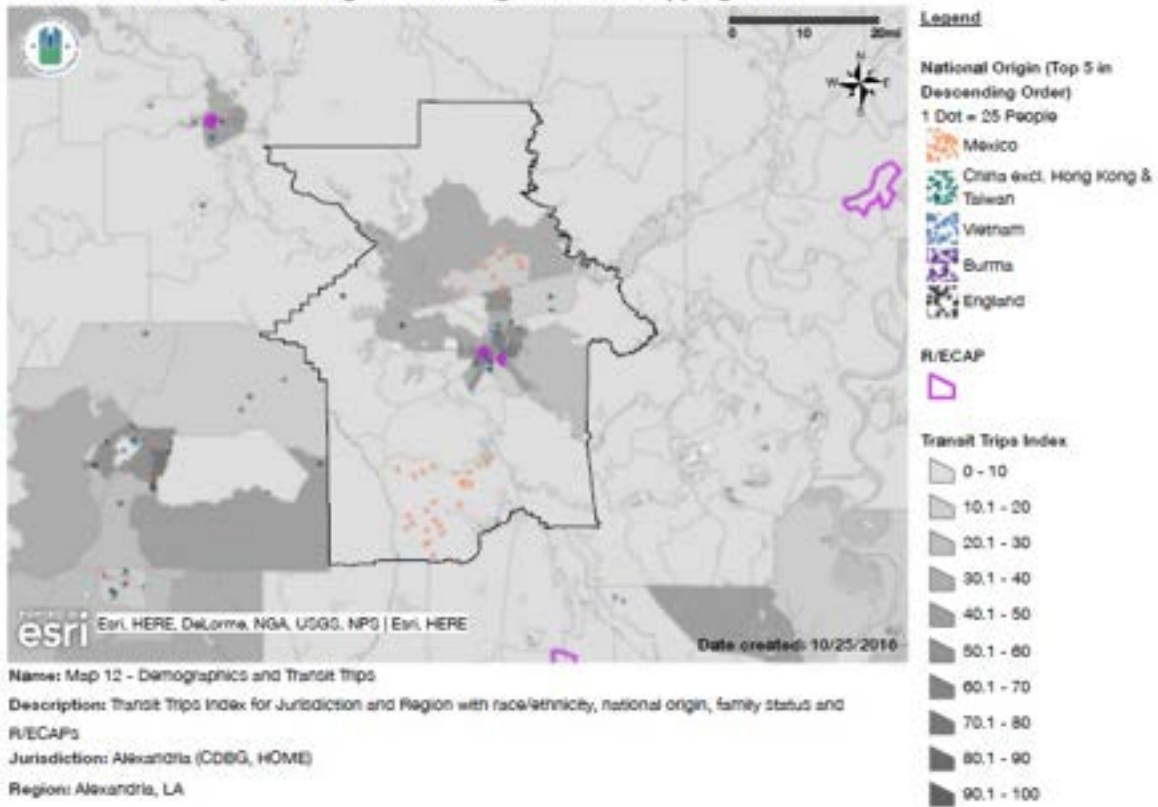 0 10 20mi
N
W E
S
Legend
National Origin (Top 5 in
Descending Order)
1 Dot = 25 People
Mexico
China excl. Hong Kong &
Taiwan
Vietnam
Burma
England
R/ECAP
Transit Trips Index
0 - 10
10.1 - 20
20.1 - 30
30.1 - 40
40.1 - 50
50.1 - 60
60.1 - 70
70.1 - 80
80.1 - 90
90.1 - 100
esri Esri, HERE, DeLorme, NGA, USGS, NPS | Esri, HERE
Date created: 10/25/2016
Name: Map 12 - Demographics and Transit Trips
Description: Transit Trips Index for Jurisdiction and Region with race/ethnicity, national origin, family status and
R/ECAPs
Jurisdiction: Alexandria (CDBG, HOME)
Region: Alexandria, LA